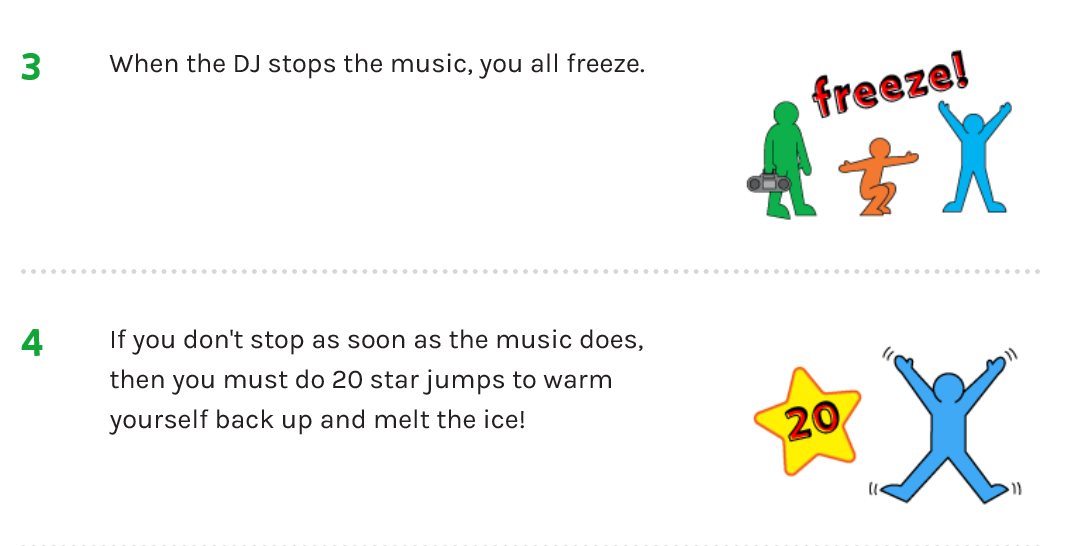 3
When the DJ stops the music, you all freeze.
freeze!
4
If you don't stop as soon as the music does,
then you must do 20 star jumps to warm
yourself back up and melt the ice!
20